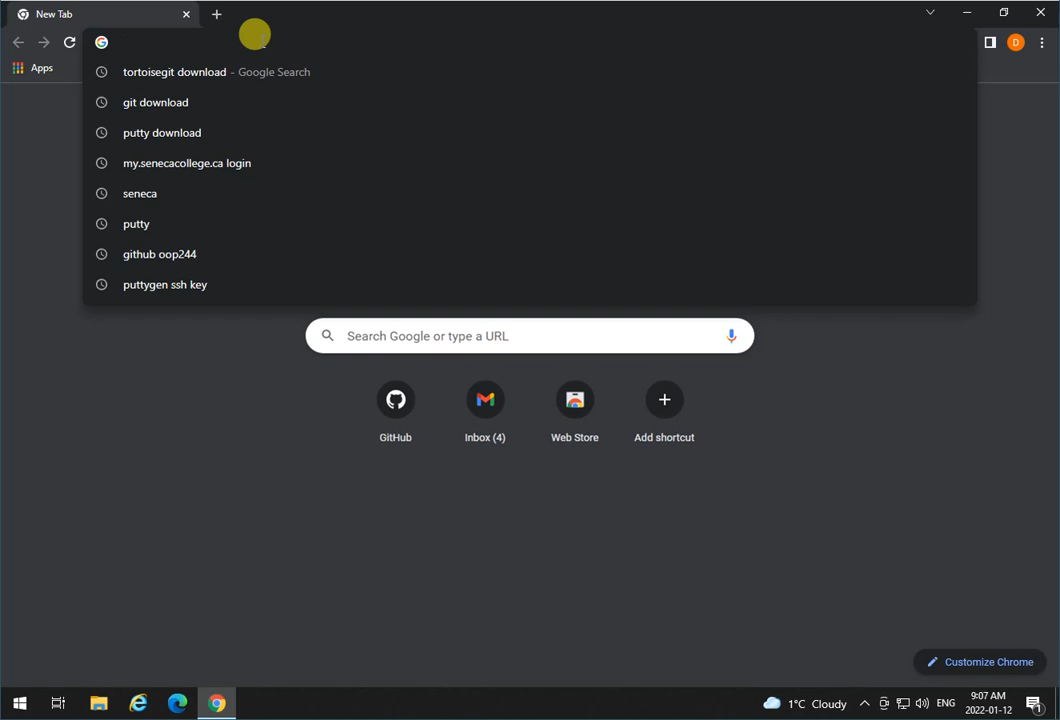 New Tab
D
Apps
tortoisegit download - Google Search
git download
putty download
my.senecacollege.ca login
seneca
putty
github oop244
puttygen ssh key
Search Google or type a URL
GitHub
Inbox (4)
Web Store
Add shortcut
Customize Chrome
1°C Cloudy
ENG
9:07 AM
2022-01-12
1